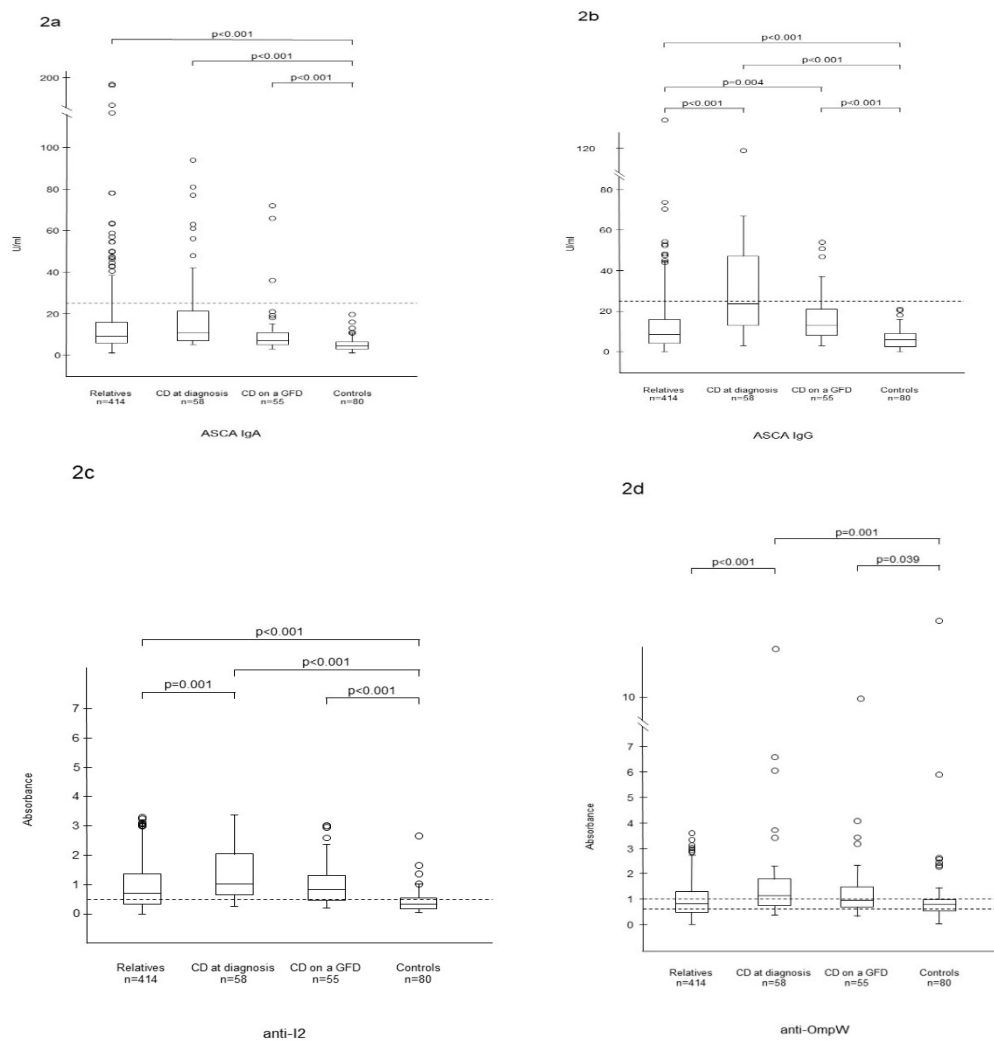 2a
p<0.001
p<0.001
p<0.001
200
100
80
60
40
20
0
U/ml
Relatives CD at diagnosis CD on a GFD Controls
n=414 n=58 n=55 n=80
ASCA IgA
2b
p<0.001
p<0.001
p=0.004
p<0.001 p<0.001
120
80
60
40
20
0
U/ml
Relatives CD at diagnosis CD on a GFD Controls
n=414 n=58 n=55 n=80
ASCA IgG
2c
p<0.001
p<0.001
p=0.001 p<0.001
7
6
5
4
3
2
1
0
Absorbance
Relatives CD at diagnosis CD on a GFD Controls
n=414 n=58 n=55 n=80
anti-I2
2d
p=0.001
p<0.001 p=0.039
10
7
6
5
4
3
2
1
0
Absorbance
Relatives CD at diagnosis CD on a GFD Controls
n=414 n=58 n=55 n=80
anti-OmpW